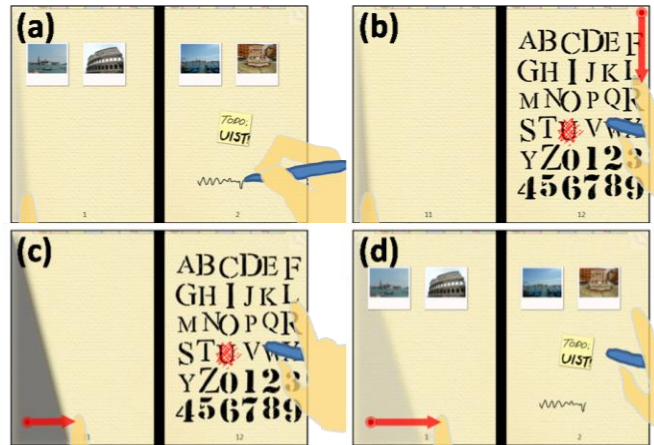 (a)
TODO;
UIST!
1
2
(b)
ABCDEF
GHIJKL
MNOPQR
STUVWX
YZ0123
456789
11
12
(c)
ABCDEF
GHIJKL
MNOPQR
STUVWX
YZ0123
456789
12
(d)
TODO;
UIST!
1
2